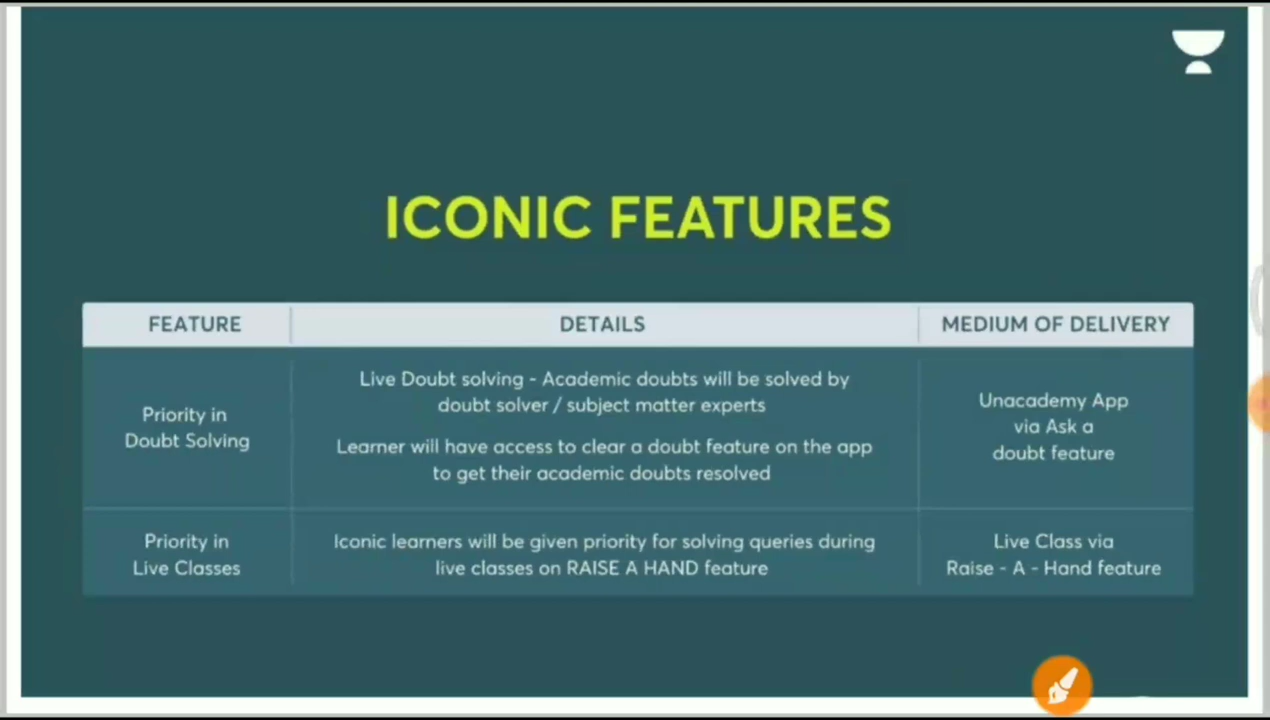 ICONIC FEATURES
FEATURE
DETAILS
MEDIUM OF DELIVERY
Priority in
Doubt Solving
Live Doubt solving - Academic doubts will be solved by
doubt solver / subject matter experts
Learner will have access to clear a doubt feature on the app
to get their academic doubts resolved
Unacademy App
via Ask a
doubt feature
Priority in
Live Classes
Iconic learners will be given priority for solving queries during
live classes on RAISE A HAND feature
Live Class via
Raise - A - Hand feature